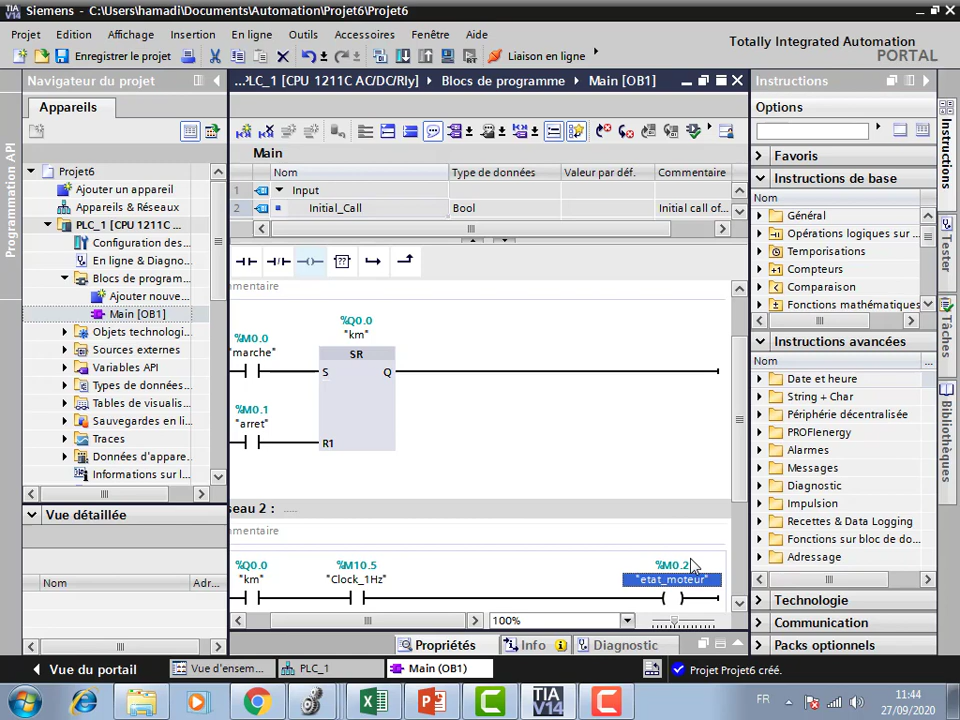 Siemens - C:\Users\hamadi\Documents\Automation\Projet6\Projet6
TIA
V14
Projet Edition Affichage Insertion En ligne Outils Accessoires Fenêtre Aide
Totally Integrated Automation
PORTAL
Enregistrer le projet
Liaison en ligne
Navigateur du projet
...PLC_1 [CPU 1211C AC/DC/Rly] Blocs de programme Main [OB1]
Instructions
Appareils
Options
Programmation API
Main
Nom Type de données Valeur par déf. Commentaire
1 Input
2 Initial_Call Bool Initial call of...
Projet6
Ajouter un appareil
Appareils & Réseaux
PLC_1 [CPU 1211C ...
Configuration des...
En ligne & Diagno...
Blocs de program...
Ajouter nouve...
Main [OB1]
Objets technologi...
Sources externes
Variables API
Types de données...
Tables de visualis...
Sauvegardes en li...
Traces
Données d'appare...
Informations sur l...
Vue détaillée
Nom Adr...
mmentaire
%Q0.0
"km"
%M0.0
"marche"
SR
S
Q
%M0.1
"arret"
R1
seau 2 : .....
mmentaire
%Q0.0
"km"
%M10.5
"Clock_1Hz"
%M0.2
"etat_moteur"
100%
Propriétés
Info
Diagnostic
Favoris
Instructions de base
Nom
Général
Opérations logiques sur ...
Temporisations
Compteurs
Comparaison
Fonctions mathématiques
Instructions avancées
Nom ...
Date et heure
String + Char
Périphérie décentralisée
PROFIenergy
Alarmes
Messages
Diagnostic
Impulsion
Recettes & Data Logging
Fonctions sur bloc de do...
Adressage
Technologie
Communication
Packs optionnels
Instructions
Tester
Tâches
Bibliothèques
Vue du portail
Vue d'ensem...
PLC_1
Main (OB1)
Projet Projet6 créé.
TIA
V14
FR
11:44
27/09/2020